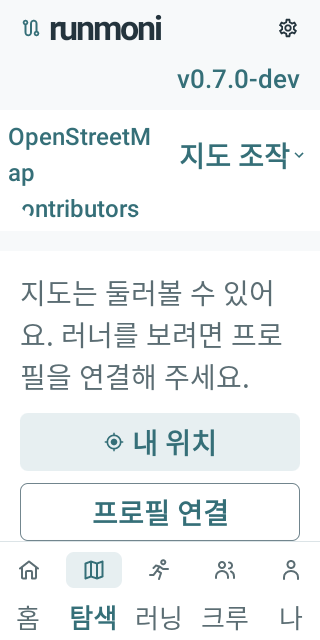 runmoni
v0.7.0-dev
OpenStreetM
ap
지도 조작
ontributors
지도는 둘러볼 수 있어
요. 러너를 보려면 프로
필을 연결해 주세요.
내 위치
프로필 연결
홈 탐색 러닝 크루 나